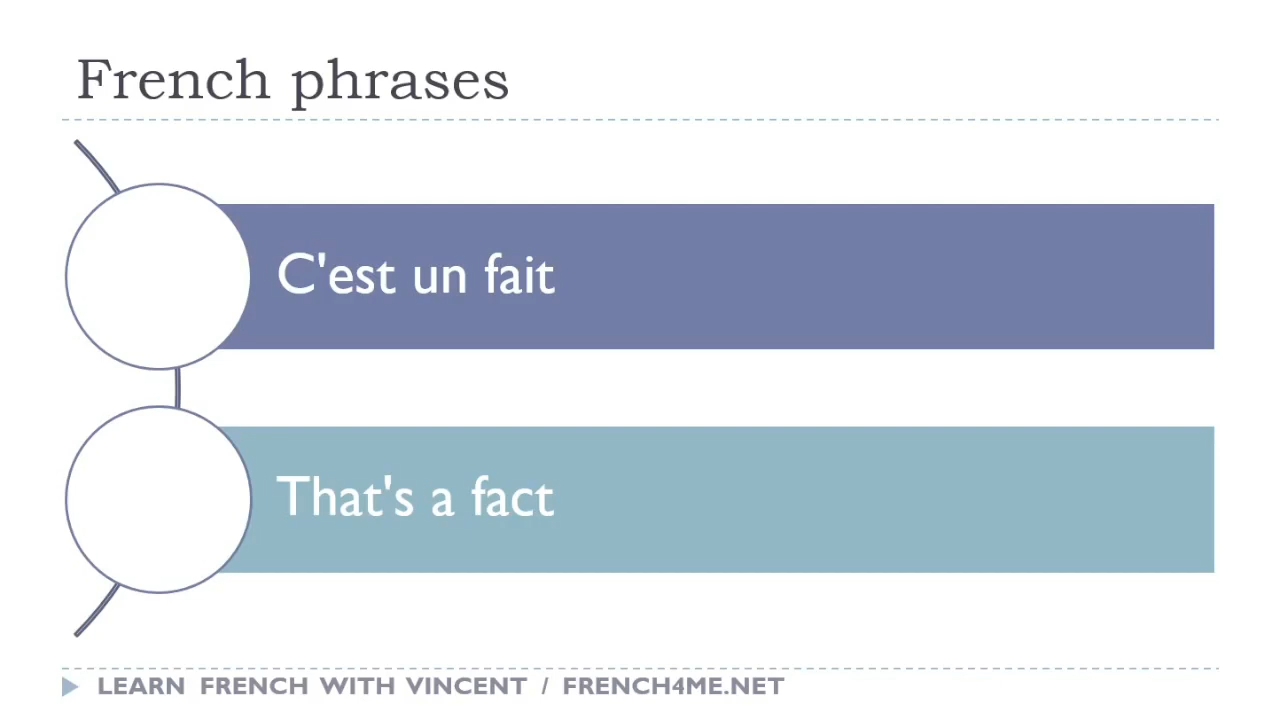 French phrases
C'est un fait
That's a fact
LEARN FRENCH WITH VINCENT / FRENCH4ME.NET